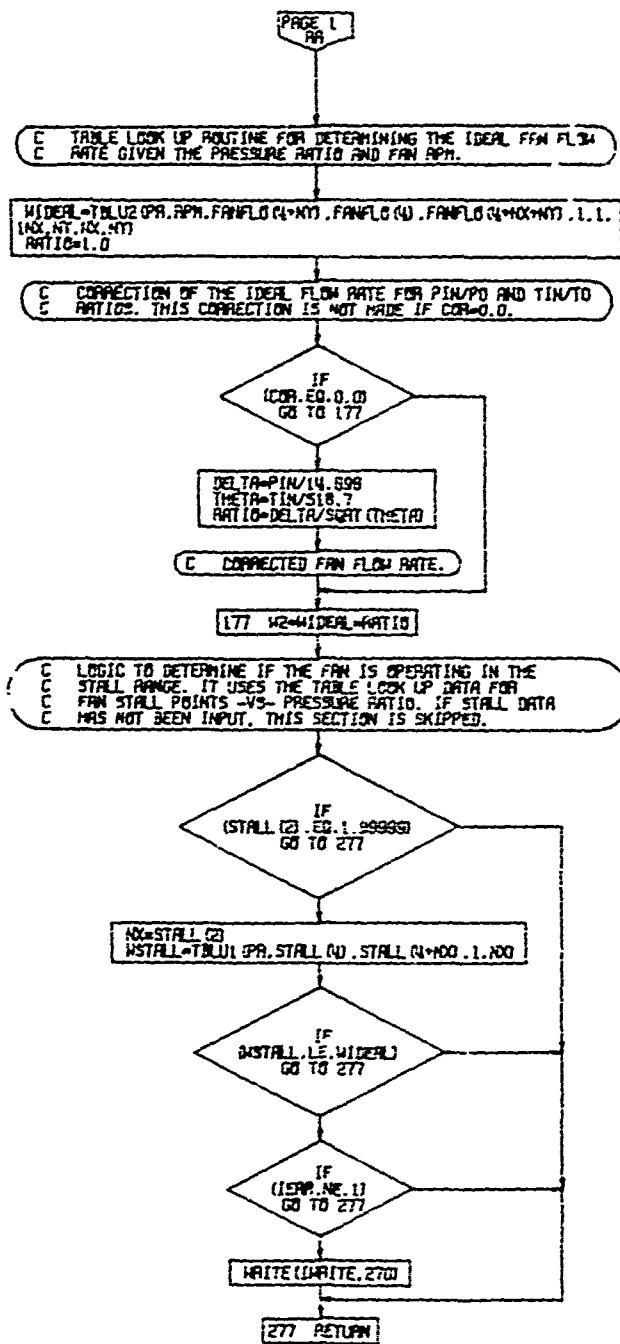 PAGE 1
AA
C TABLE LOOK UP ROUTINE FOR DETERMINING THE IDEAL FAN FLOW
C RATE GIVEN THE PRESSURE RATIO AND FAN RPM.
WIDEAL=TBLU2(PR,RPM,FANFLO(4+NY),FANFLO(4),FANFLO(4+NX+NY),1,1,
1NX,NY,NX,NY)
RATIO=1.0
C CORRECTION OF THE IDEAL FLOW RATE FOR PIN/PO AND TIN/TO
C RATIOS. THIS CORRECTION IS NOT MADE IF COR=0.0.
IF
(COR.EQ.0.0)
GO TO 177
DELTA=PIN/14.696
THETA=TIN/518.7
RATIO=DELTA/SQRT(THETA)
C CORRECTED FAN FLOW RATE.
177 W2=WIDEAL*RATIO
C LOGIC TO DETERMINE IF THE FAN IS OPERATING IN THE
C STALL RANGE. IT USES THE TABLE LOOK UP DATA FOR
C FAN STALL POINTS -VS- PRESSURE RATIO. IF STALL DATA
C HAS NOT BEEN INPUT, THIS SECTION IS SKIPPED.
IF
(STALL(2).EQ.1.99999)
GO TO 277
NX=STALL(2)
WSTALL=TBLU1(PR,STALL(4),STALL(4+NX),1,NX)
IF
(WSTALL.LE.WIDEAL)
GO TO 277
IF
(IERR.NE.1)
GO TO 277
WRITE(IWRITE,270)
277 RETURN